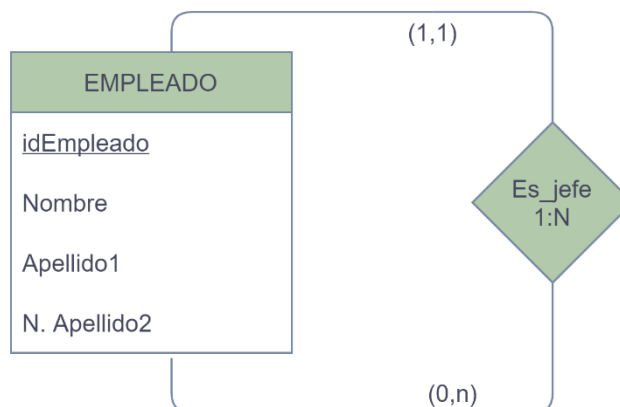 (1,1)
EMPLEADO
idEmpleado
Nombre
Apellido1
N. Apellido2
Es_jefe
1:N
(0,n)